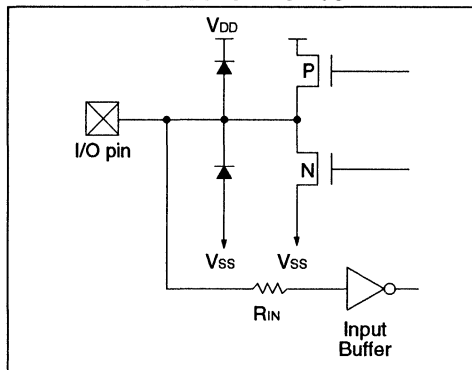 VDD
P
I/O pin
N
VSS
VSS
RIN
Input
Buffer